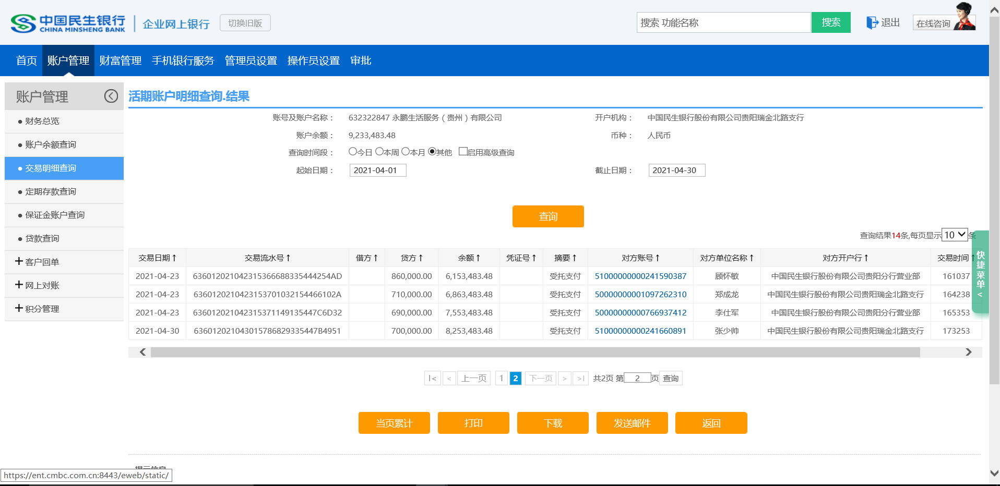 中国民生银行 CHINA MINSHENG BANK 企业网上银行 切换旧版 搜索 功能名称 搜索 退出 在线咨询
首页 账户管理 财富管理 手机银行服务 管理员设置 操作员设置 审批
账户管理
● 财务总览
● 账户余额查询
● 交易明细查询
● 定期存款查询
● 保证金账户查询
● 贷款查询
+ 客户回单
+ 网上对账
+ 积分管理
活期账户明细查询.结果
账号及账户名称： 632322847 永鹏生活服务（贵州）有限公司 开户机构： 中国民生银行股份有限公司贵阳瑞金北路支行
账户余额： 9,233,483.48 币种： 人民币
查询时间段： 今日 本周 本月 其他 启用高级查询
起始日期： 2021-04-01 截止日期： 2021-04-30
查询
查询结果14条,每页显示 10 条
交易日期↑ 交易流水号↑ 借方↑ 贷方↑ 余额↑ 凭证号↑ 摘要↑ 对方账号↑ 对方单位名称↑ 对方开户行↑ 交易时间↑
2021-04-23 63601202104231536668833544​4254AD 860,000.00 6,153,483.48 受托支付 51000000000241590387 顾怀敏 中国民生银行股份有限公司贵阳分行营业部 161037
2021-04-23 6360120210423153701032154466102A 710,000.00 6,863,483.48 受托支付 50000000001097262310 郑成龙 中国民生银行股份有限公司贵阳瑞金北路支行 164238
2021-04-23 6360120210423153711491354​47C6D32 690,000.00 7,553,483.48 受托支付 50000000000766937412 李仕军 中国民生银行股份有限公司贵阳分行营业部 165353
2021-04-30 636012021043015786829335447B4951 700,000.00 8,253,483.48 受托支付 51000000000241660891 张少帅 中国民生银行股份有限公司贵阳瑞金北路支行 173253
快捷菜单 <
|< < 上一页 1 2 下一页 > >| 共2页 第 2 页 查询
当页累计 打印 下载 发送邮件 返回
提示信息
https://ent.cmbc.com.cn:8443/eweb/static/